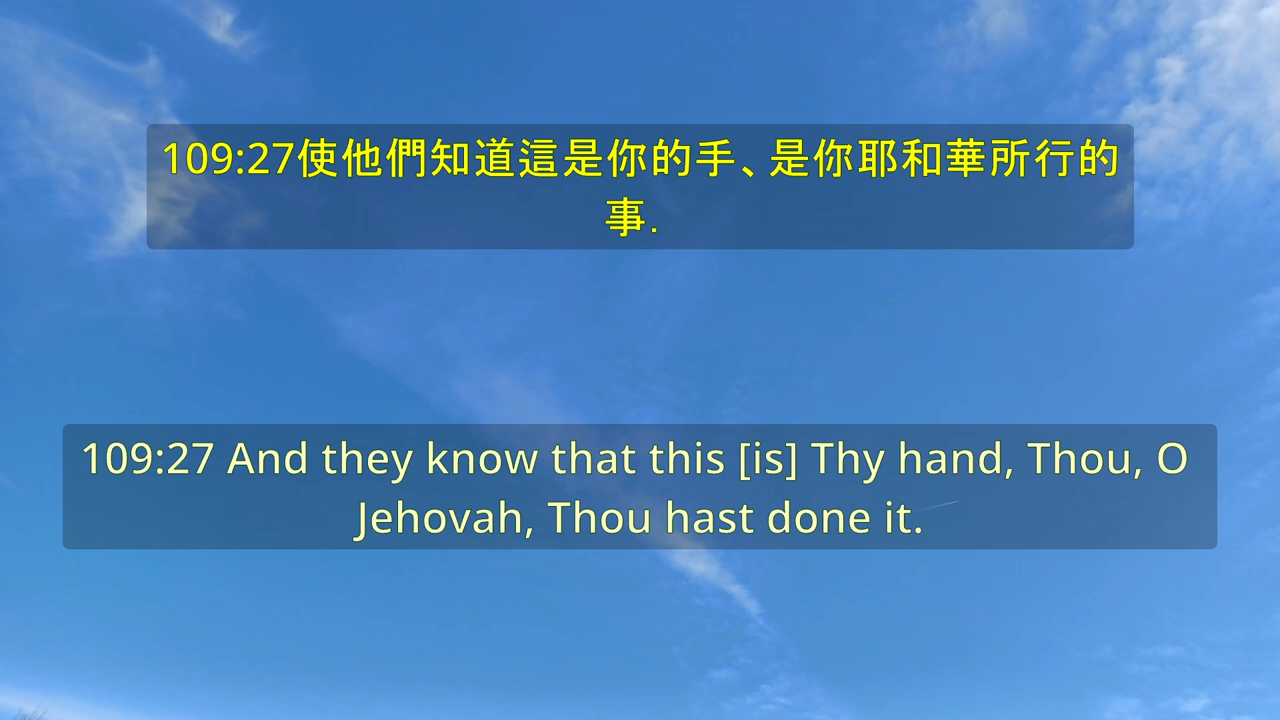 109:27使他們知道這是你的手、是你耶和華所行的
事.
109:27 And they know that this [is] Thy hand, Thou, O
Jehovah, Thou hast done it.